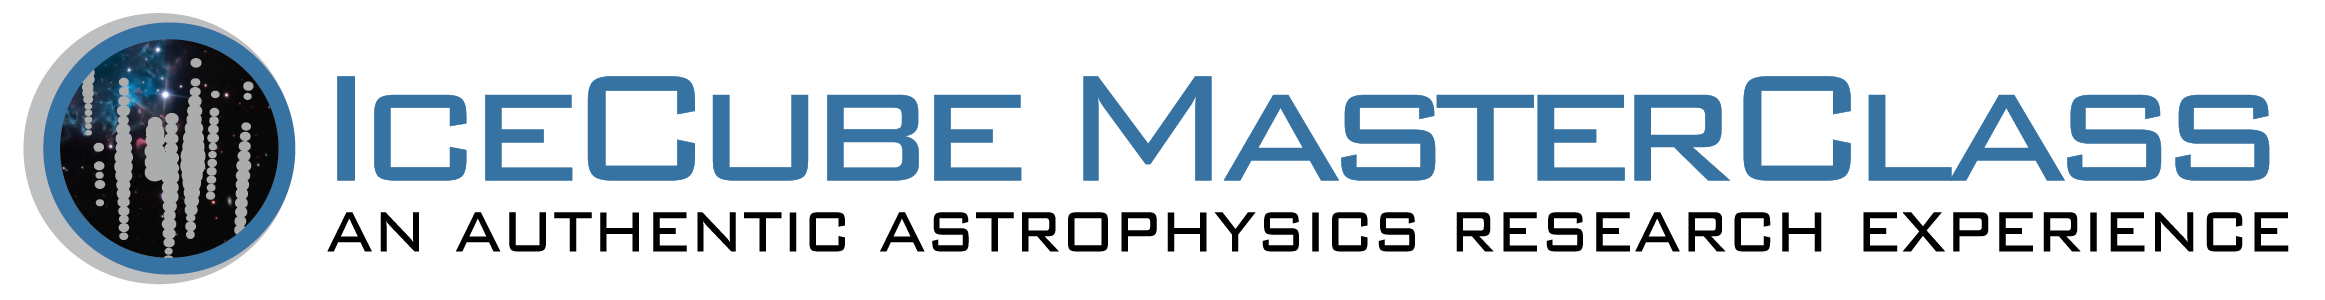 IceCube MasterClass
AN AUTHENTIC ASTROPHYSICS RESEARCH EXPERIENCE